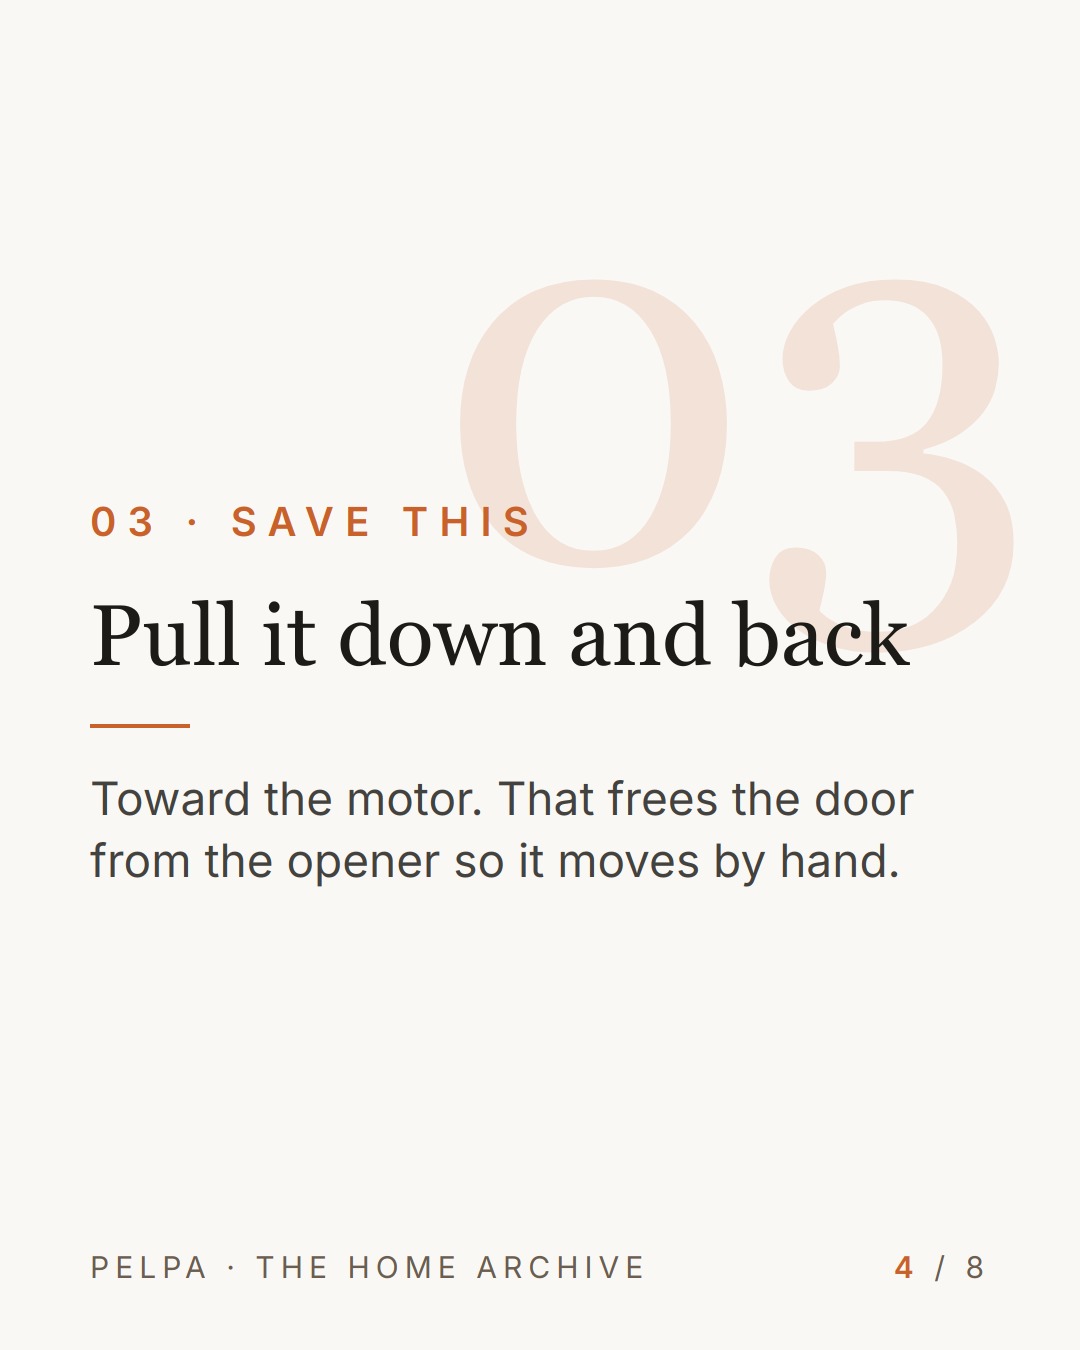 03
03 · SAVE THIS
Pull it down and back
Toward the motor. That frees the door
from the opener so it moves by hand.
PELPA · THE HOME ARCHIVE
4 / 8